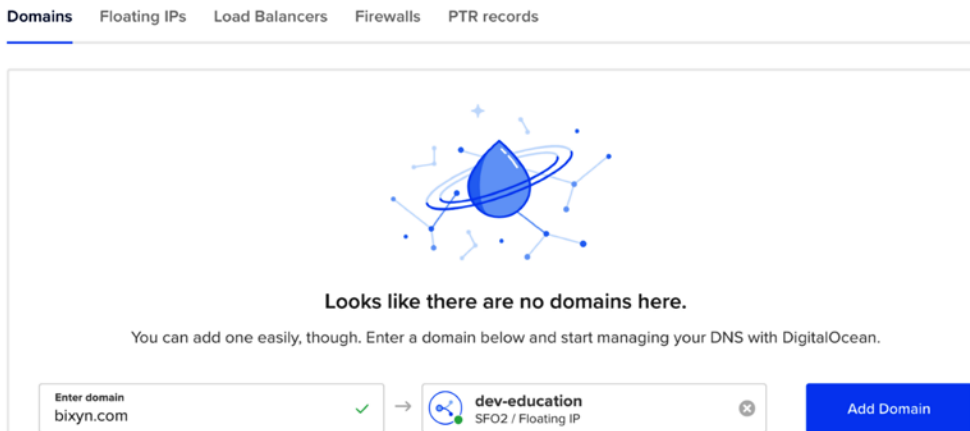 Domains Floating IPs Load Balancers Firewalls PTR records
Looks like there are no domains here.
You can add one easily, though. Enter a domain below and start managing your DNS with DigitalOcean.
Enter domain
bixyn.com
dev-education
SFO2 / Floating IP
Add Domain